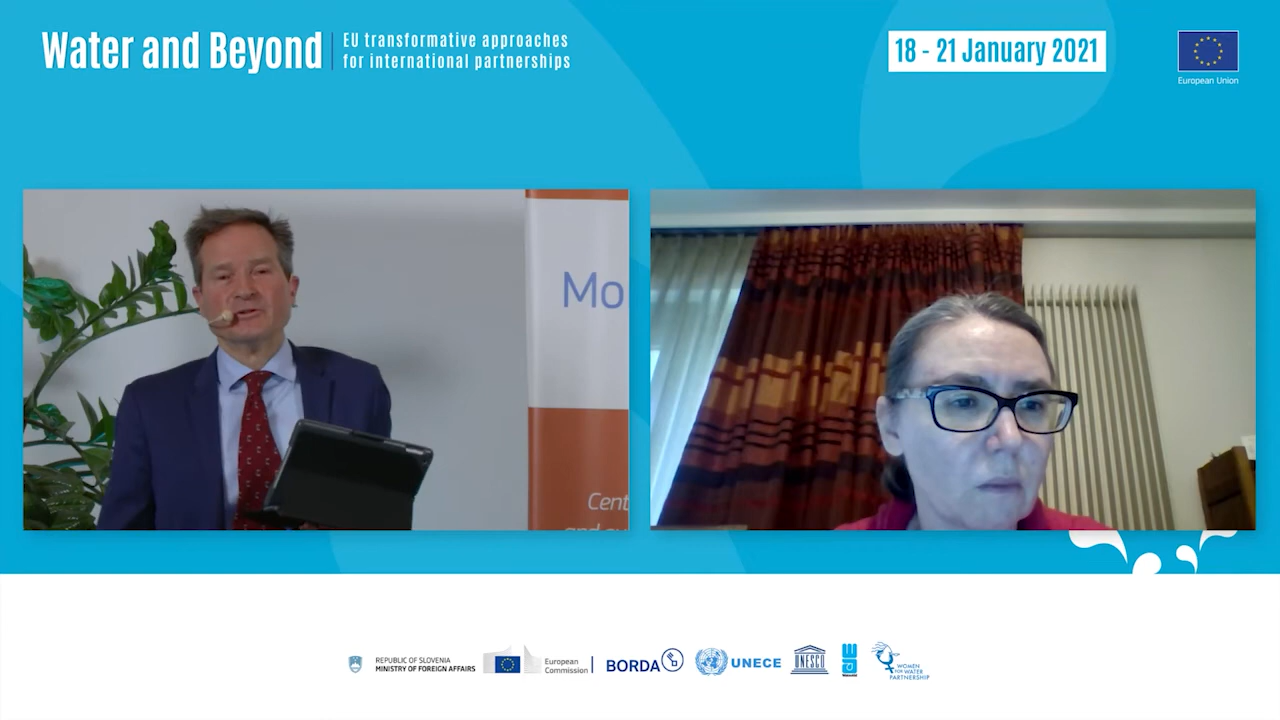 Water and Beyond
EU transformative approaches
for international partnerships
18 - 21 January 2021
European Union
Mo
Cent
REPUBLIC OF SLOVENIA
MINISTRY OF FOREIGN AFFAIRS
European
Commission
BORDA
UNECE
UNESCO
WOMEN
FOR WATER
PARTNERSHIP